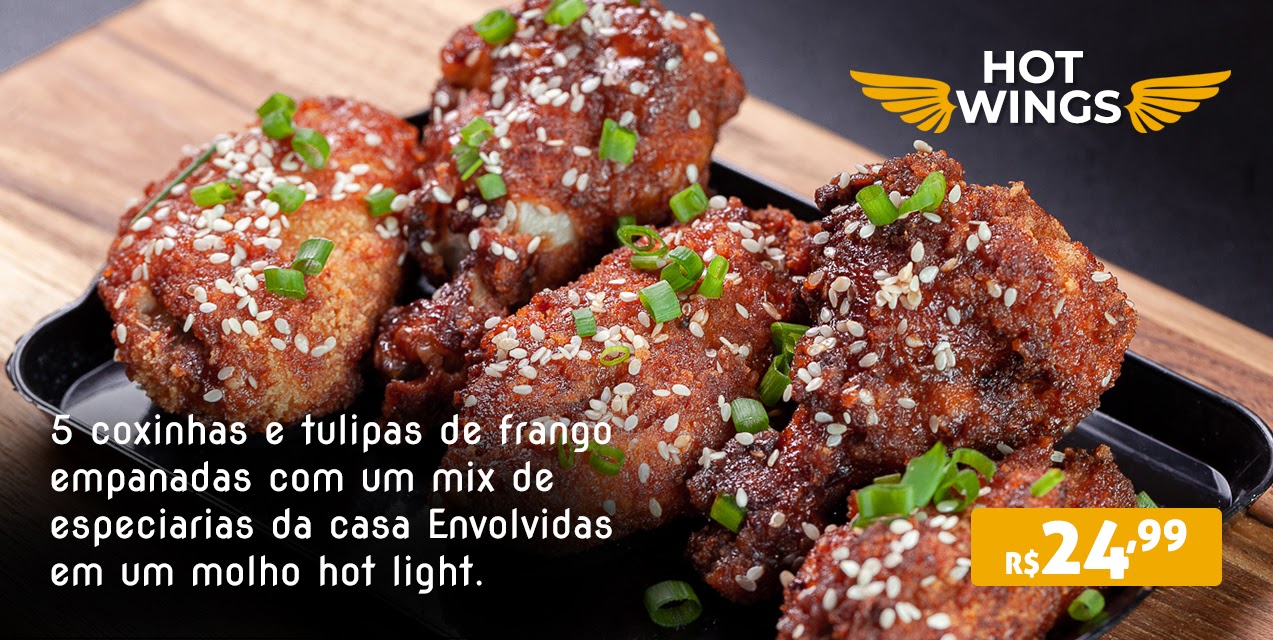 HOT
WINGS
5 coxinhas e tulipas de frango
empanadas com um mix de
especiarias da casa Envolvidas
em um molho hot light.
R$24,99